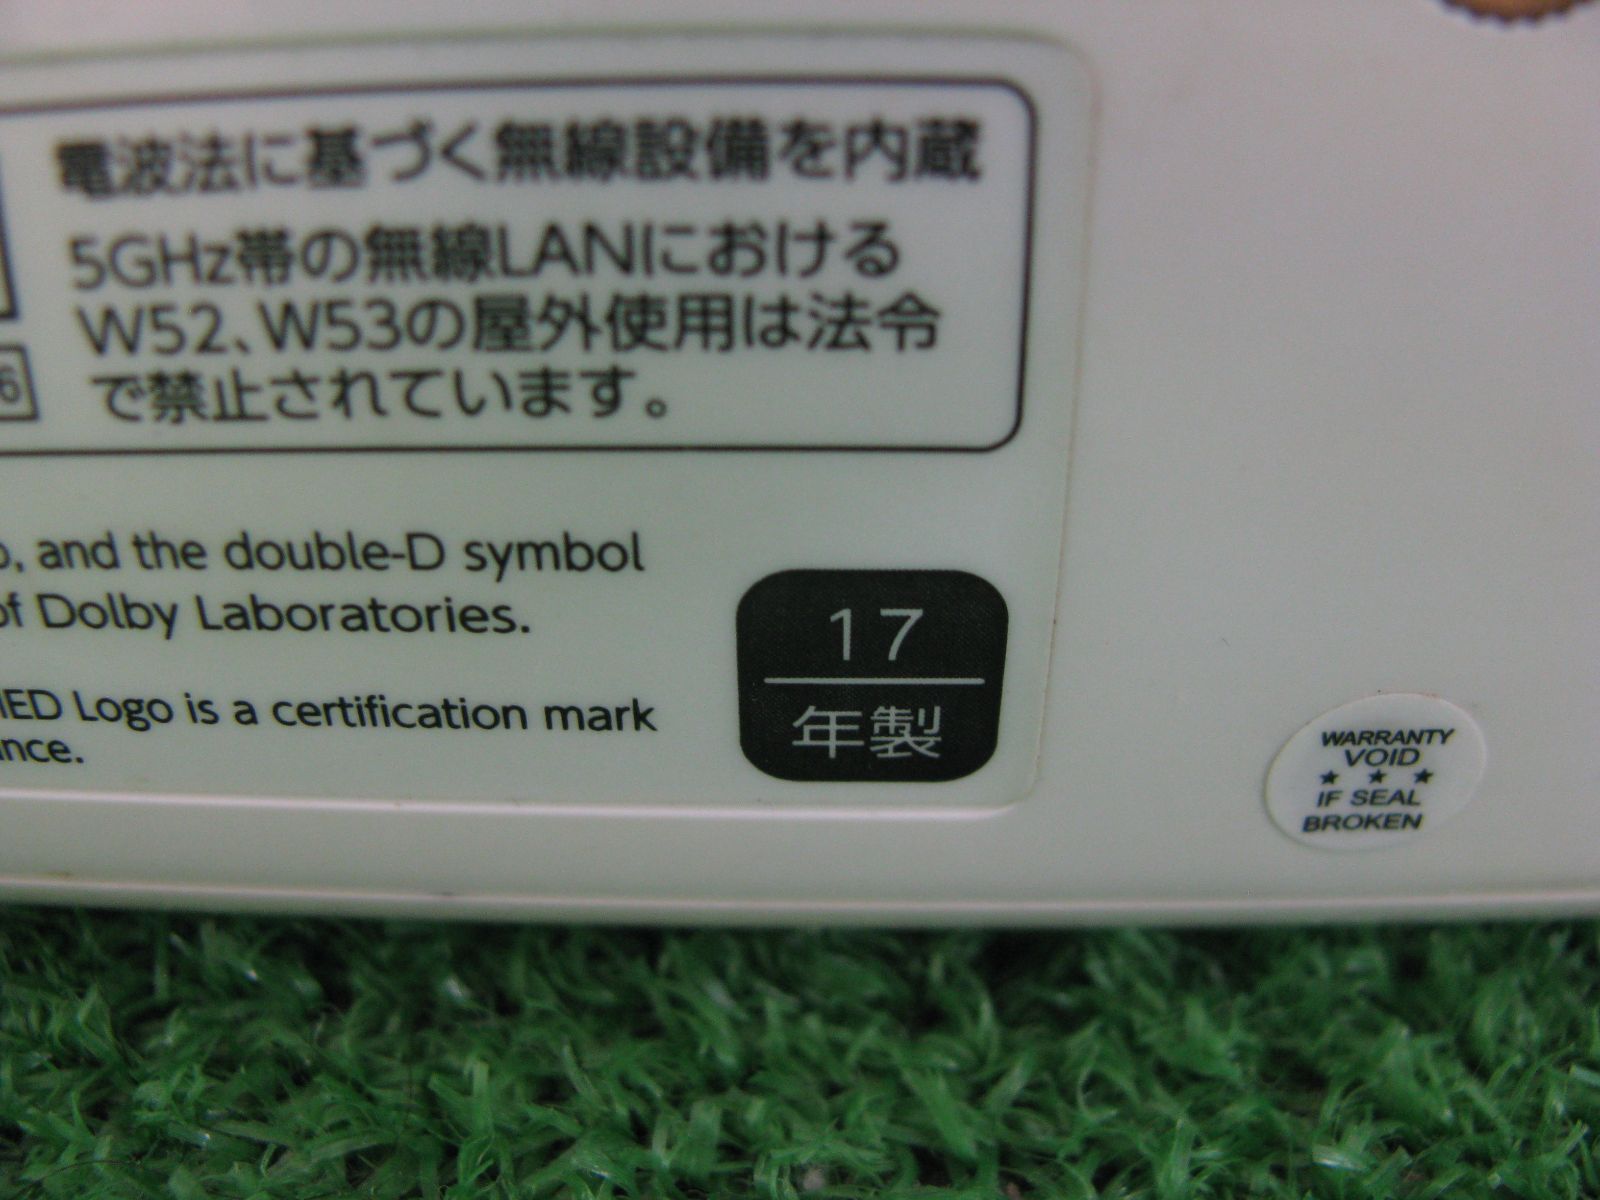 電波法に基づく無線設備を内蔵
5GHz帯の無線LANにおける
W52、W53の屋外使用は法令
で禁止されています。
6
, and the double-D symbol
of Dolby Laboratories.
IED Logo is a certification mark
ance.
17
年製
WARRANTY
VOID
★ ★ ★
IF SEAL
BROKEN